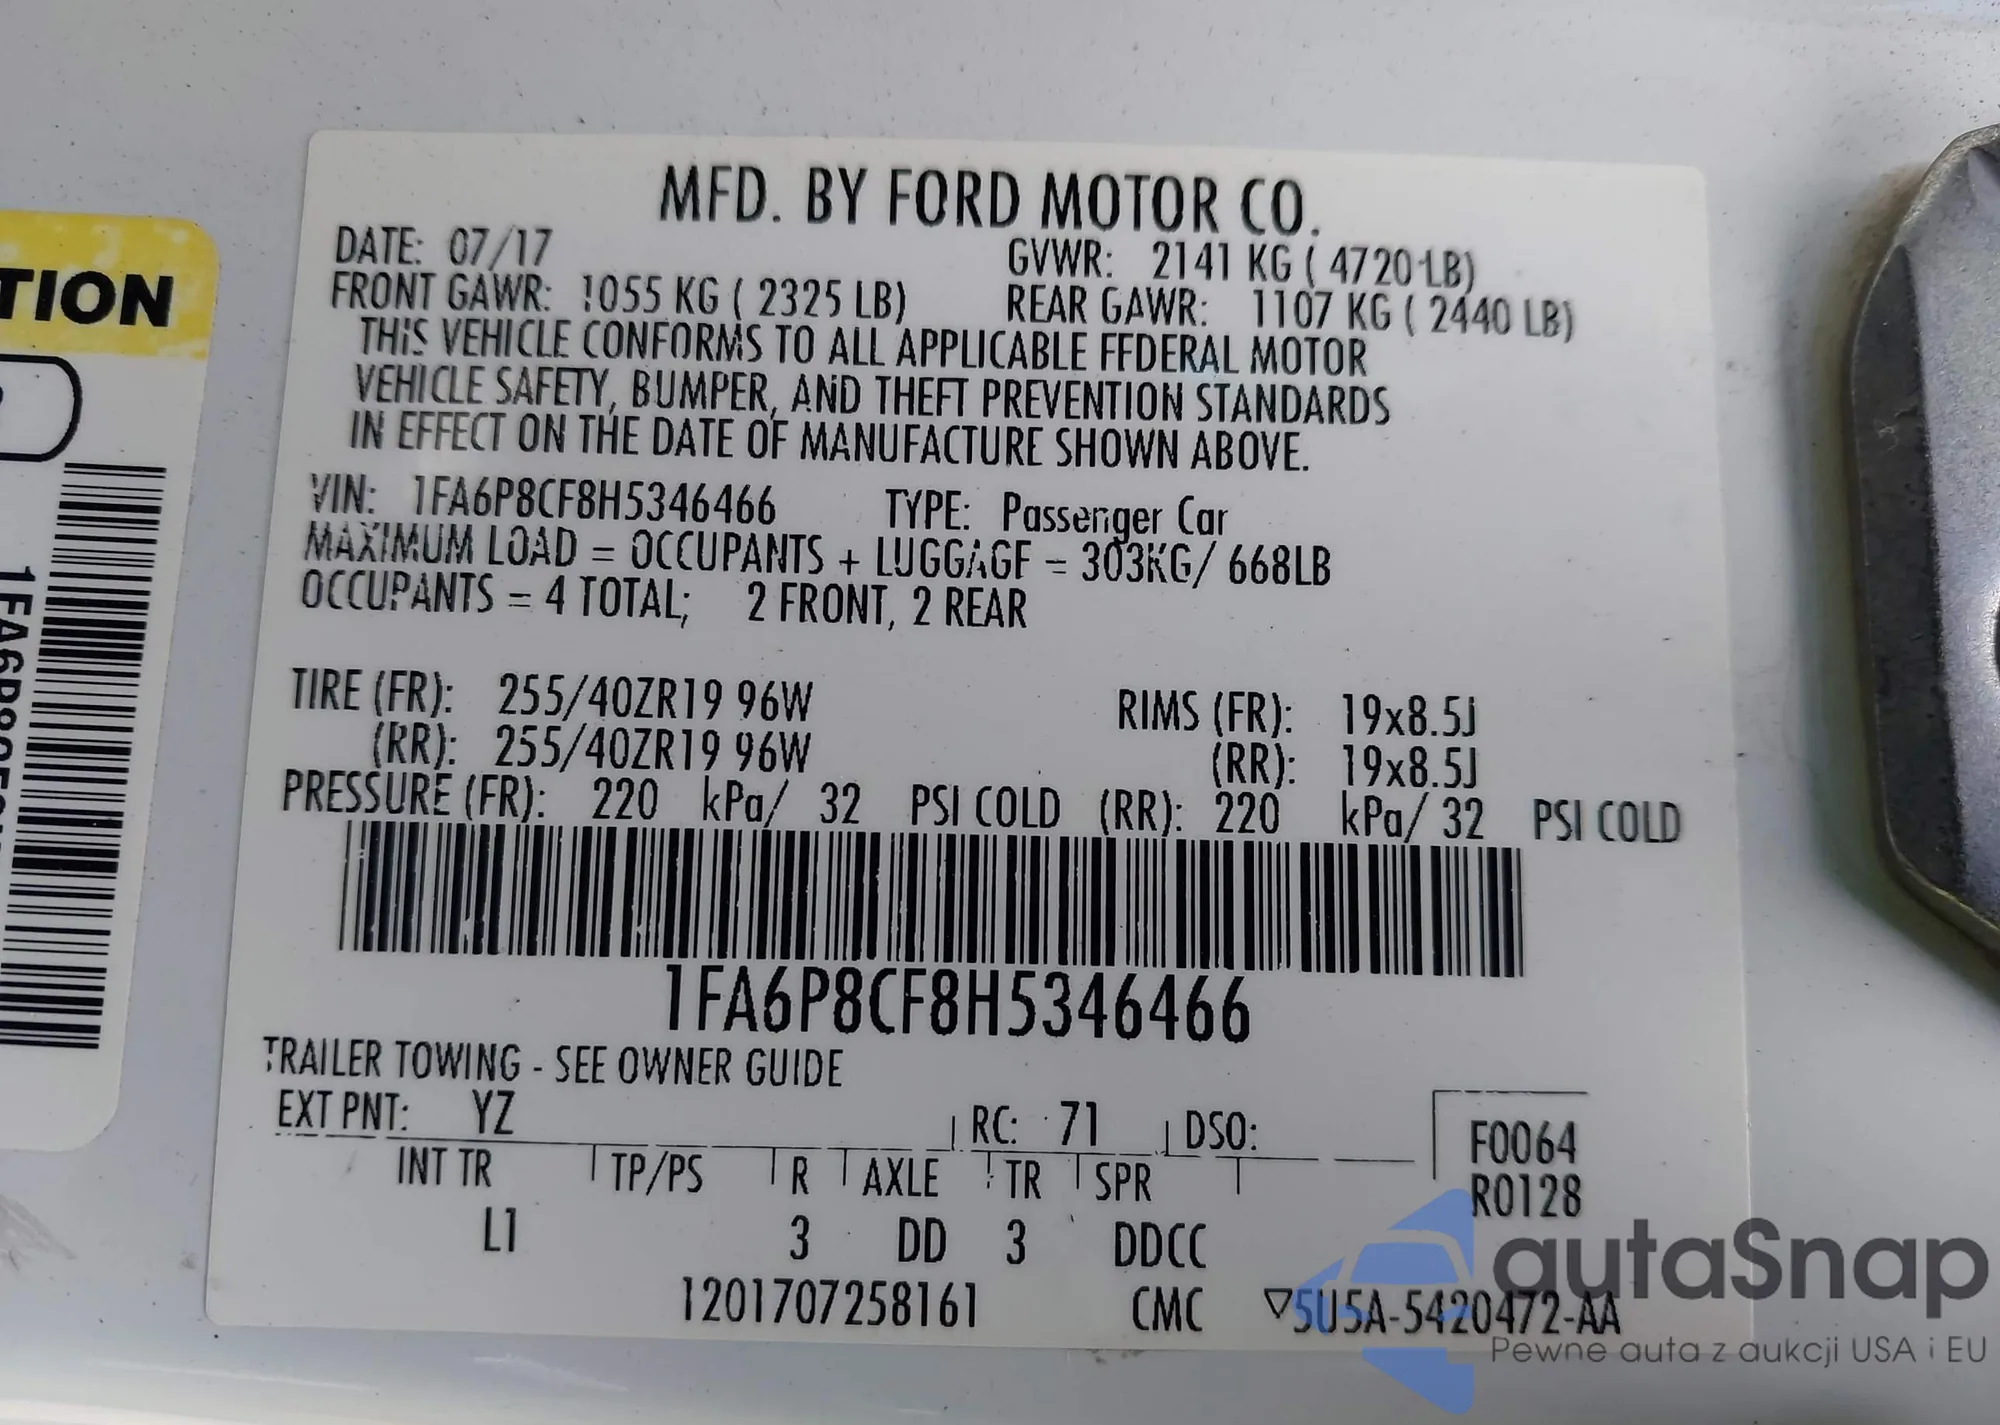 TION
1FA6P8CF8H
MFD. BY FORD MOTOR CO.
DATE: 07/17
GVWR: 2141 KG ( 4720 LB)
FRONT GAWR: 1055 KG ( 2325 LB)
REAR GAWR: 1107 KG ( 2440 LB)
THIS VEHICLE CONFORMS TO ALL APPLICABLE FEDERAL MOTOR
VEHICLE SAFETY, BUMPER, AND THEFT PREVENTION STANDARDS
IN EFFECT ON THE DATE OF MANUFACTURE SHOWN ABOVE.
VIN: 1FA6P8CF8H5346466 TYPE: Passenger Car
MAXIMUM LOAD = OCCUPANTS + LUGGAGE = 303KG/ 668LB
OCCUPANTS = 4 TOTAL; 2 FRONT, 2 REAR
TIRE (FR): 255/40ZR19 96W RIMS (FR): 19x8.5J
(RR): 255/40ZR19 96W (RR): 19x8.5J
PRESSURE (FR): 220 kPa/ 32 PSI COLD (RR): 220 kPa/ 32 PSI COLD
1FA6P8CF8H5346466
TRAILER TOWING - SEE OWNER GUIDE
EXT PNT: YZ RC: 71 DSO:
F0064
INT TR TP/PS R AXLE TR SPR
R0128
L1 3 DD 3 DDCC
1201707258161 CMC ▽5U5A-5420472-AA
autaSnap
Pewne auta z aukcji USA i EU